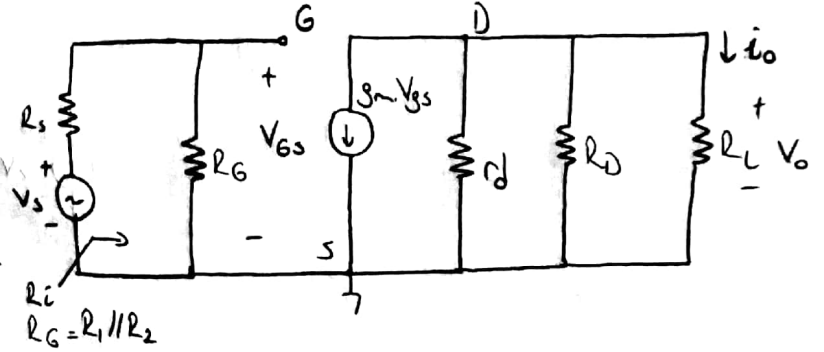 G
D
↓ io
+
gm.Vgs
+
Rs
VGS
RG
rd
RD
RL
Vo
+
Vs
~
-
-
-
S
Ri
RG=R1//R2